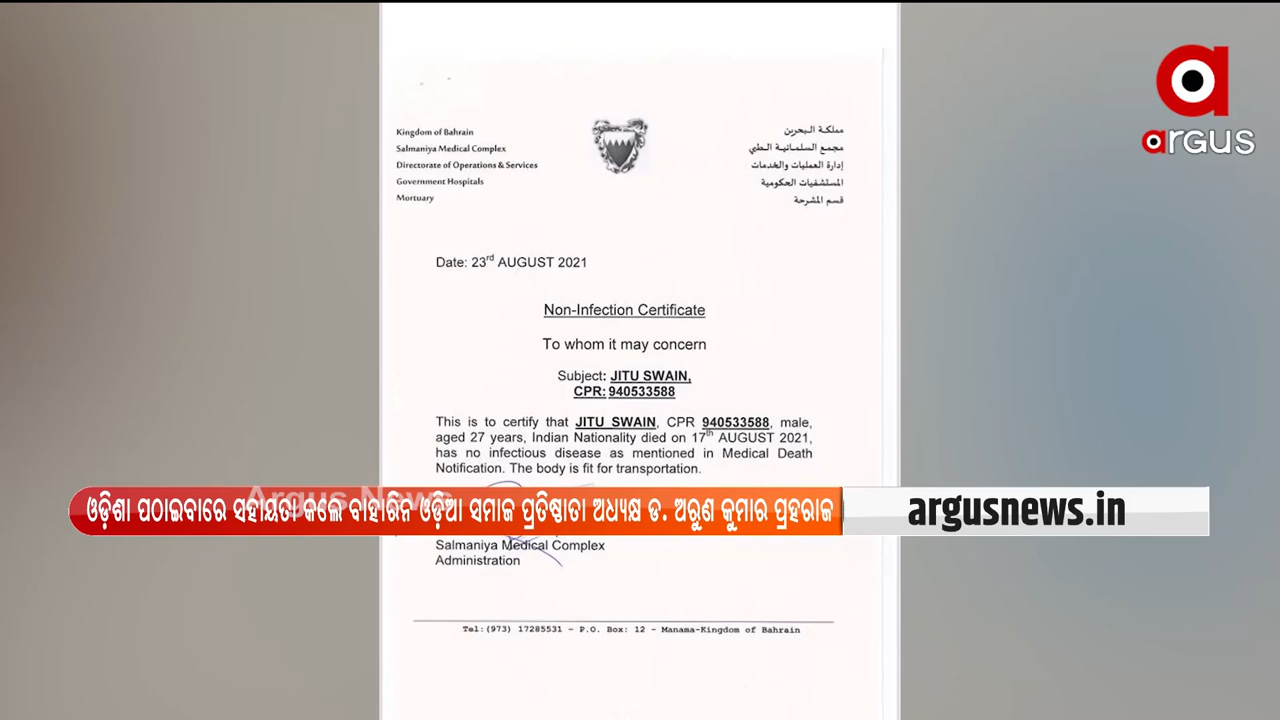 Kingdom of Bahrain
Salmaniya Medical Complex
Directorate of Operations & Services
Government Hospitals
Mortuary
مملكة البحرين
مجمع السلمانية الطبي
إدارة العمليات والخدمات
المستشفيات الحكومية
قسم المشرحة
argus
Date: 23rd AUGUST 2021
Non-Infection Certificate
To whom it may concern
Subject: JITU SWAIN,
CPR: 940533588
This is to certify that JITU SWAIN, CPR 940533588, male,
aged 27 years, Indian Nationality died on 17th AUGUST 2021,
has no infectious disease as mentioned in Medical Death
Notification. The body is fit for transportation.
Argus News
ଓଡ଼ିଶା ପଠାଇବାରେ ସହାୟତା କଲେ ବାହାରିନ ଓଡ଼ିଆ ସମାଜ ପ୍ରତିଷ୍ଠାତା ଅଧ୍ୟକ୍ଷ ଡ. ଅରୁଣ କୁମାର ପ୍ରହରାଜ
argusnews.in
Salmaniya Medical Complex
Administration
Tel:(973) 17285531 – P.O. Box: 12 – Manama-Kingdom of Bahrain